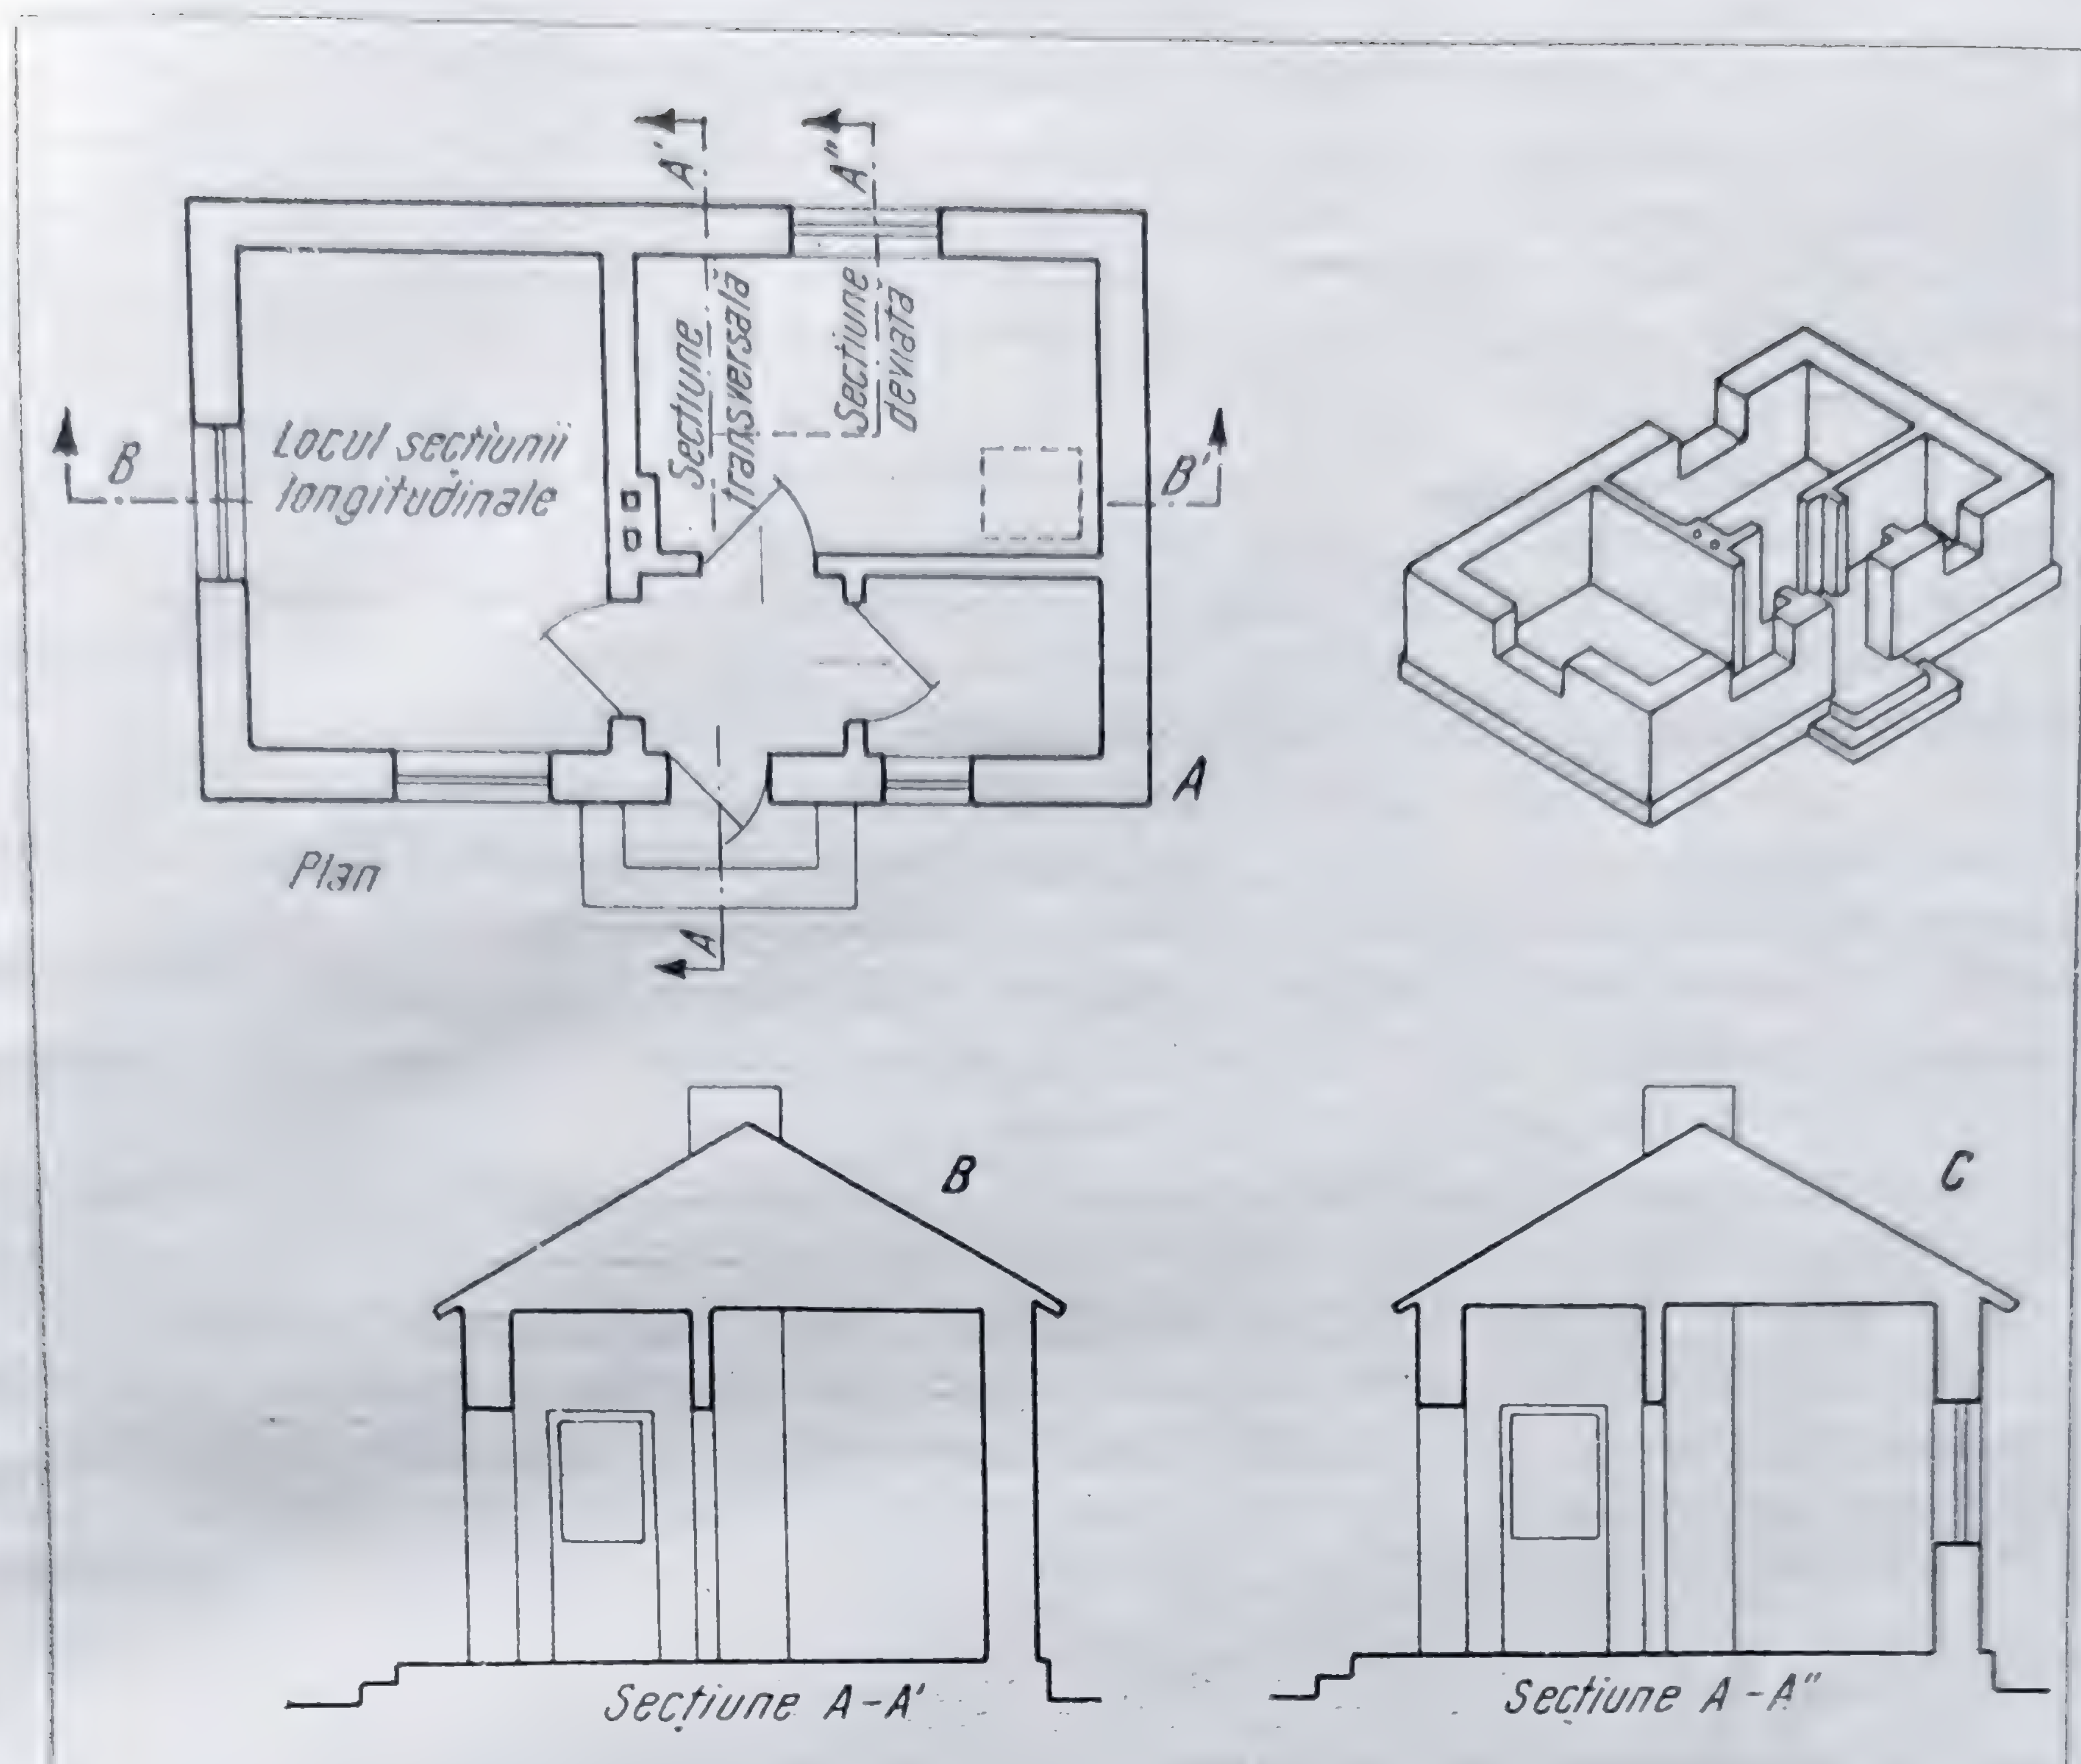 A'
A"
Secțiune
transversală
Secțiune
deviată
B
Locul secțiunii
longitudinale
B'
A
Plan
A
B
C
Secțiune A-A'
Secțiune A-A"